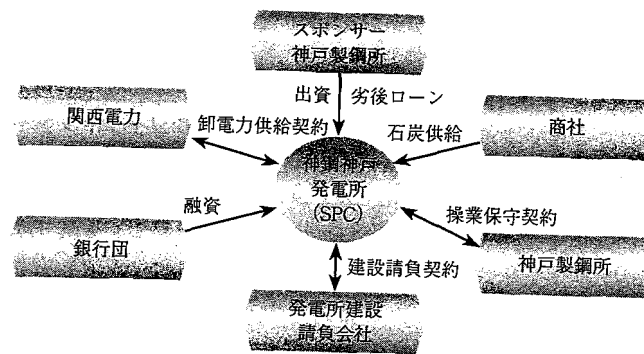 スポンサー
神戸製鋼所
出資
劣後ローン
関西電力
卸電力供給契約
石炭供給
商社
神鋼神戸
発電所
(SPC)
融資
操業保守契約
銀行団
神戸製鋼所
建設請負契約
発電所建設
請負会社